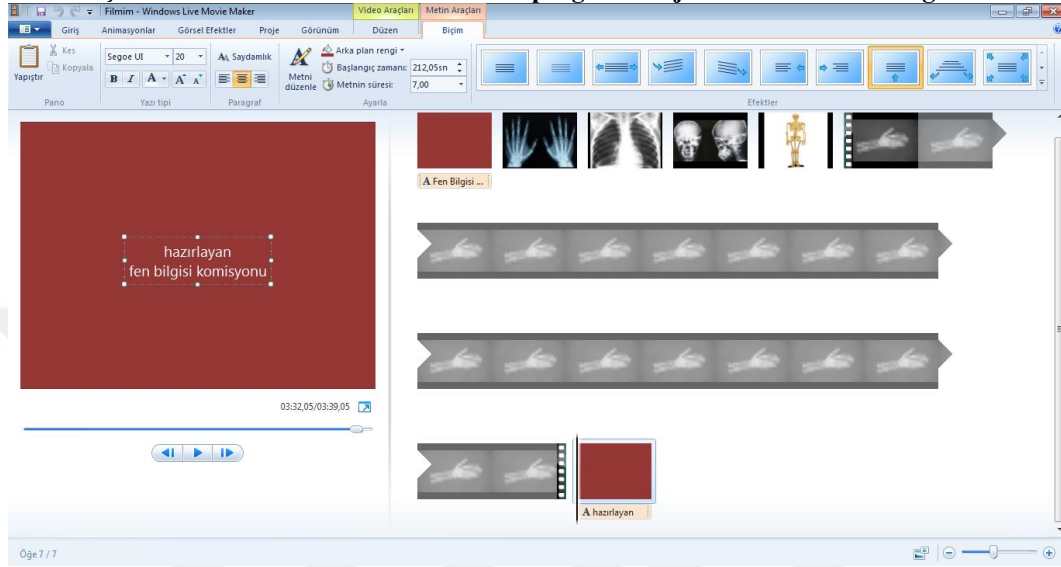 Filmim - Windows Live Movie Maker
Video Araçları
Metin Araçları
Giriş
Animasyonlar
Görsel Efektler
Proje
Görünüm
Düzen
Biçim
Yapıştır
Kes
Kopyala
Pano
Segoe UI
20
B I A A A
Yazı tipi
Saydamlık
Paragraf
Metni
düzenle
Arka plan rengi
Başlangıç zamanı: 212,05sn
Metnin süresi: 7,00
Ayarla
Efektler
A Fen Bilgisi ...
hazırlayan
fen bilgisi komisyonu
03:32,05/03:39,05
A hazırlayan
Öğe 7 / 7